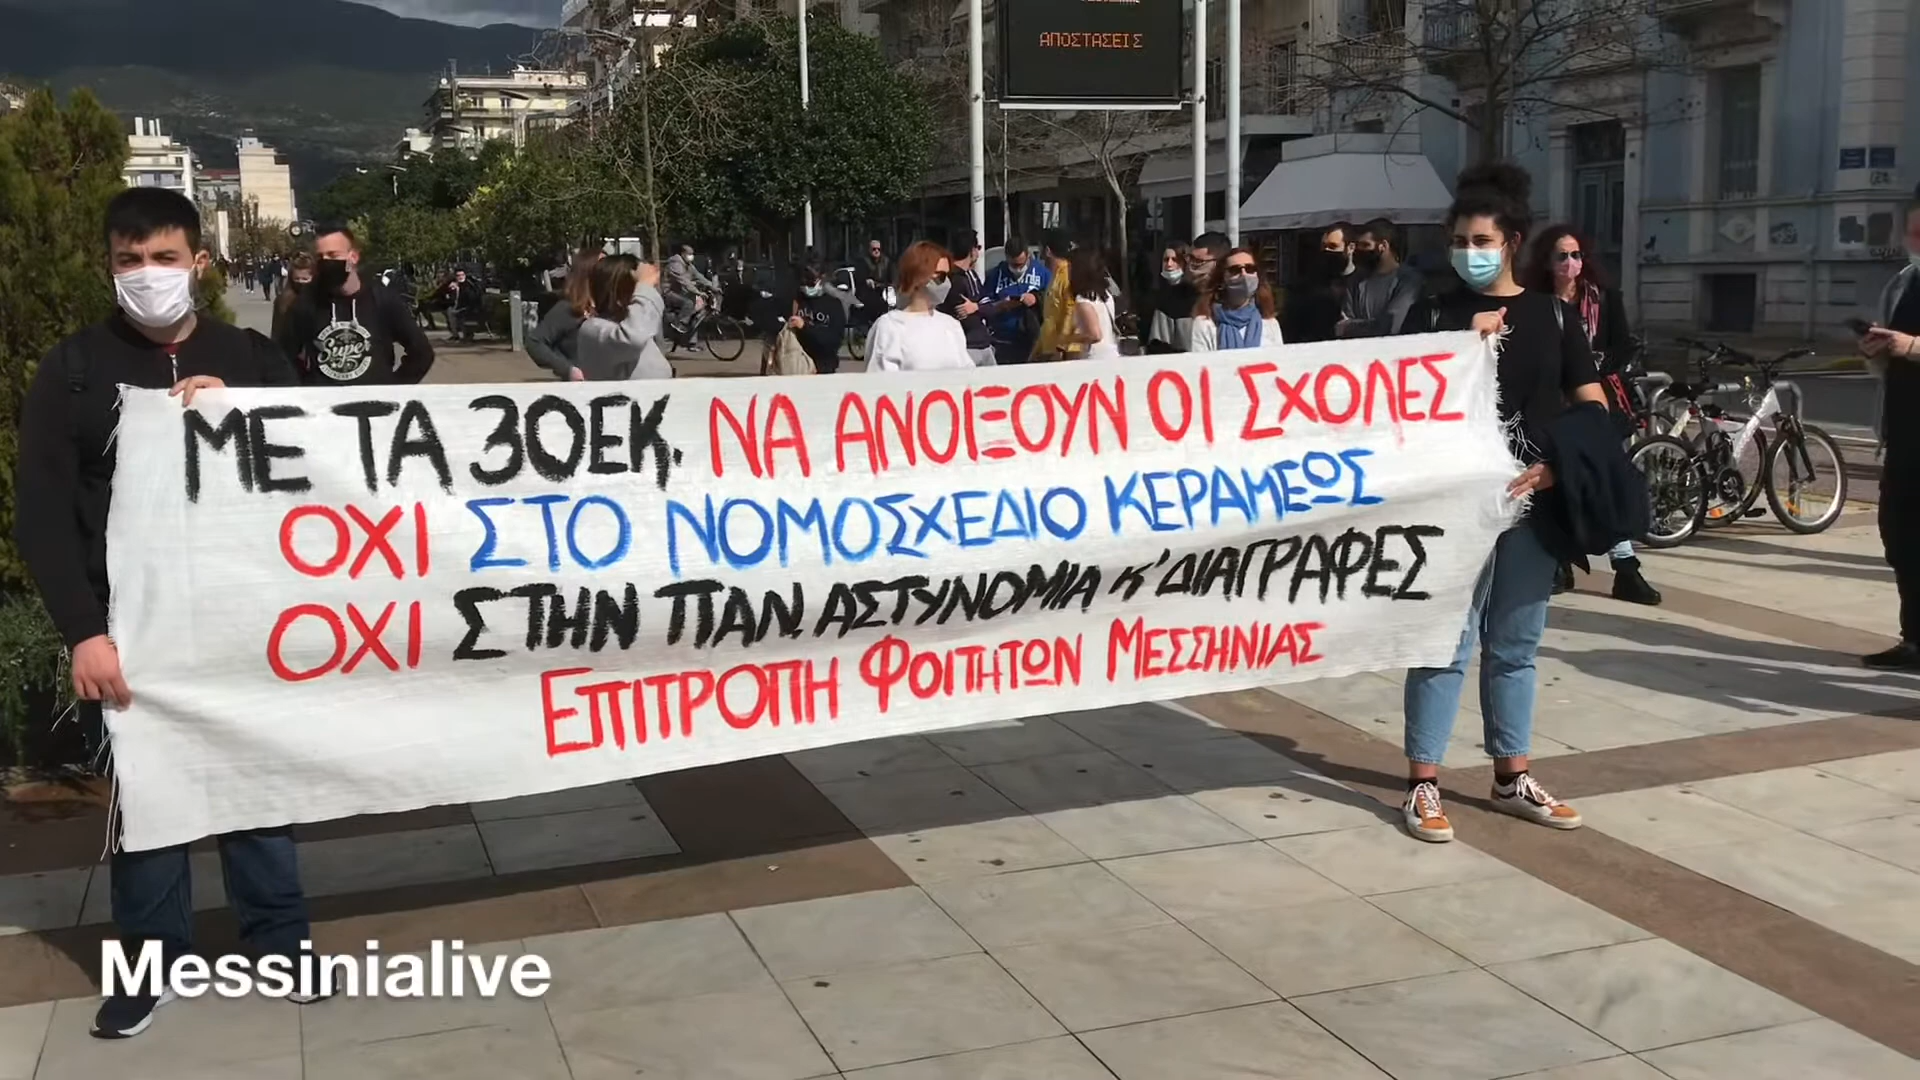 ΑΠΟΣΤΑΣΕΙΣ
Super
ΜΕ ΤΑ 30ΕΚ. ΝΑ ΑΝΟΙΞΟΥΝ ΟΙ ΣΧΟΛΕΣ
ΟΧΙ ΣΤΟ ΝΟΜΟΣΧΕΔΙΟ ΚΕΡΑΜΕΩΣ
ΟΧΙ ΣΤΗΝ ΠΑΝ. ΑΣΤΥΝΟΜΙΑ Κ' ΔΙΑΓΡΑΦΕΣ
ΕΠΙΤΡΟΠΗ ΦΟΙΤΗΤΩΝ ΜΕΣΣΗΝΙΑΣ
Messinialive